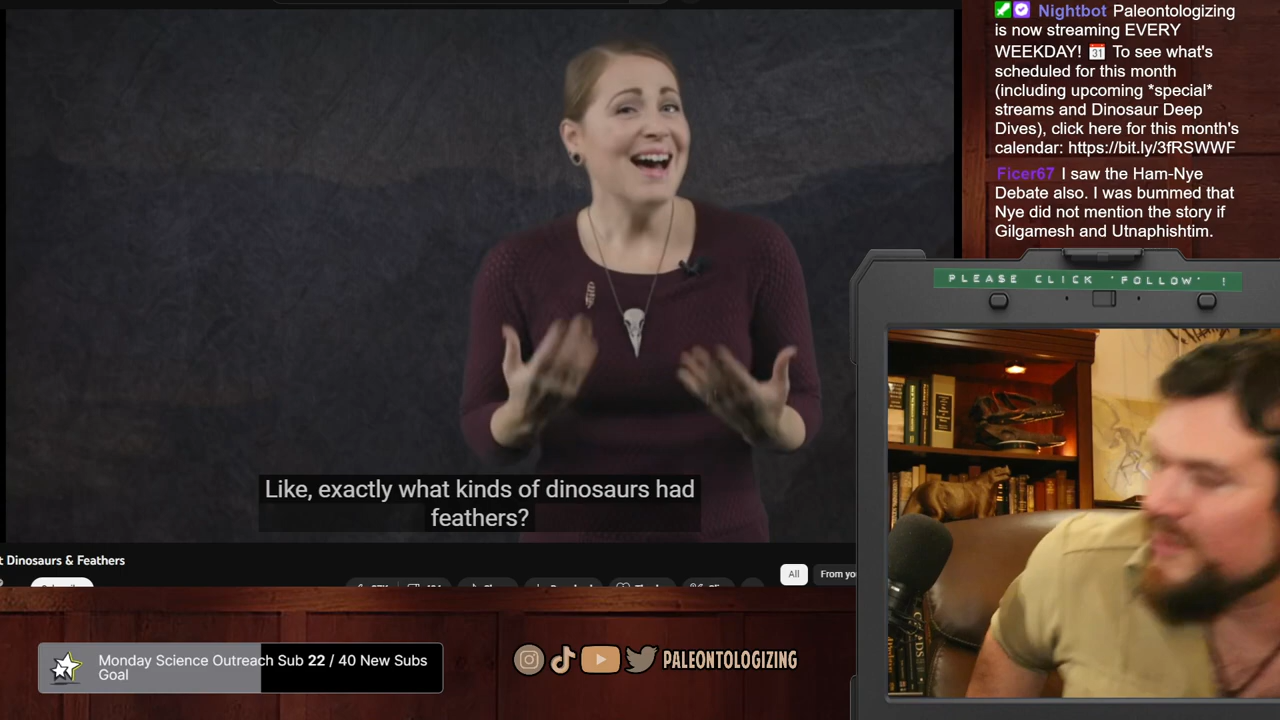 Nightbot Paleontologizing
is now streaming EVERY
WEEKDAY! 31 To see what's
scheduled for this month
(including upcoming *special*
streams and Dinosaur Deep
Dives), click here for this month's
calendar: https://bit.ly/3fRSWWF
Ficer67 I saw the Ham-Nye
Debate also. I was bummed that
Nye did not mention the story if
Gilgamesh and Utnaphishtim.
PLEASE CLICK 'FOLLOW' !
Like, exactly what kinds of dinosaurs had
feathers?
t Dinosaurs & Feathers
All From you
Monday Science Outreach Sub 22 / 40 New Subs
Goal
PALEONTOLOGIZING